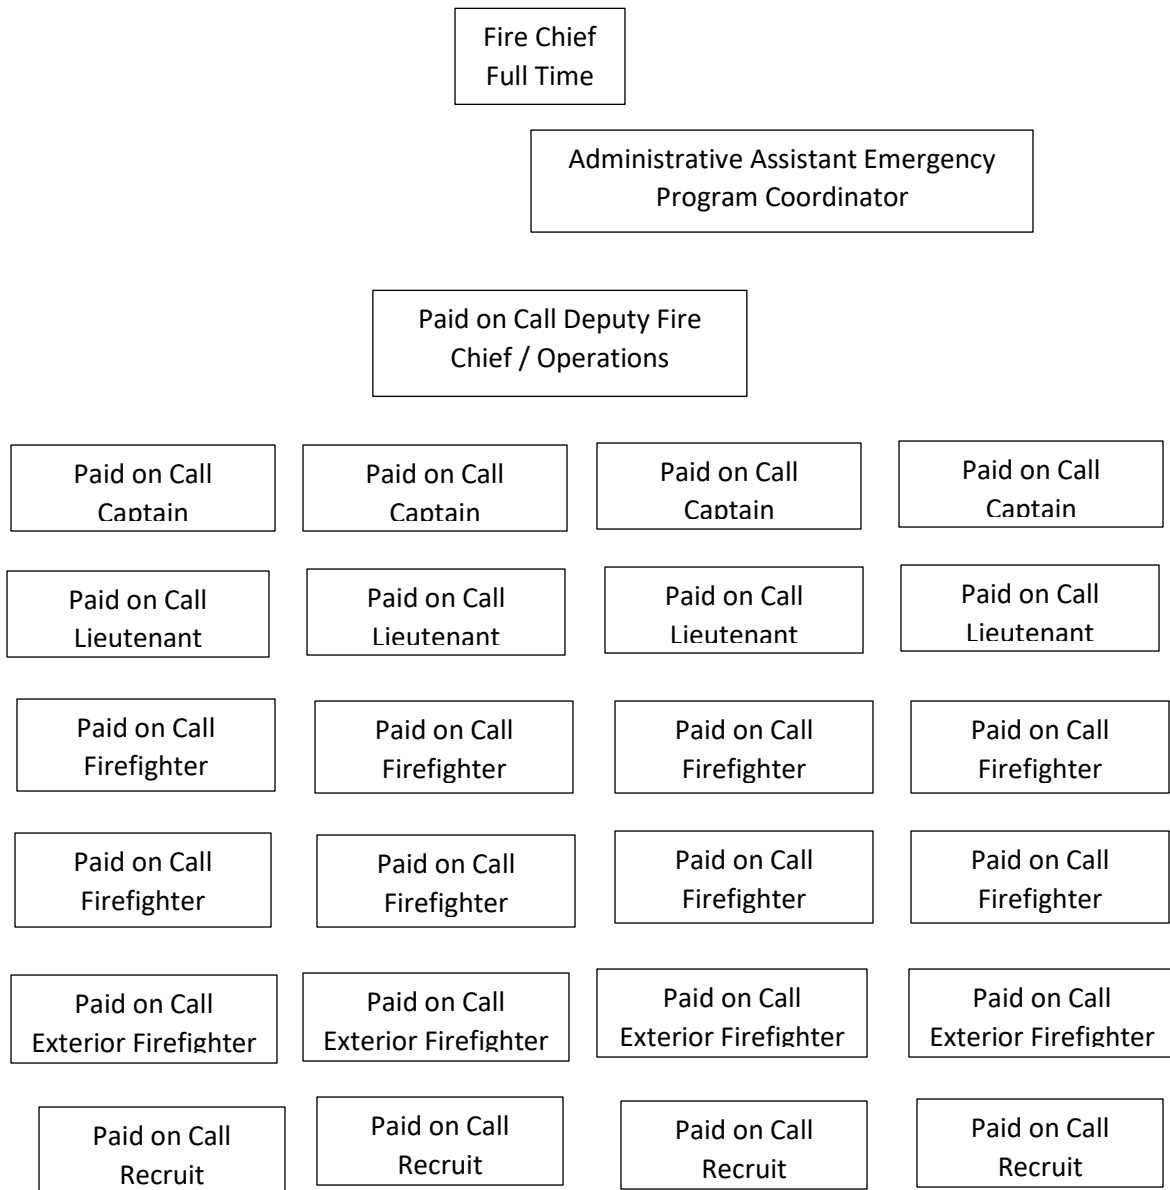 Fire Chief
Full Time
Administrative Assistant Emergency
Program Coordinator
Paid on Call Deputy Fire
Chief / Operations
Paid on Call
Captain
Paid on Call
Captain
Paid on Call
Captain
Paid on Call
Captain
Paid on Call
Lieutenant
Paid on Call
Lieutenant
Paid on Call
Lieutenant
Paid on Call
Lieutenant
Paid on Call
Firefighter
Paid on Call
Firefighter
Paid on Call
Firefighter
Paid on Call
Firefighter
Paid on Call
Firefighter
Paid on Call
Firefighter
Paid on Call
Firefighter
Paid on Call
Firefighter
Paid on Call
Exterior Firefighter
Paid on Call
Exterior Firefighter
Paid on Call
Exterior Firefighter
Paid on Call
Exterior Firefighter
Paid on Call
Recruit
Paid on Call
Recruit
Paid on Call
Recruit
Paid on Call
Recruit